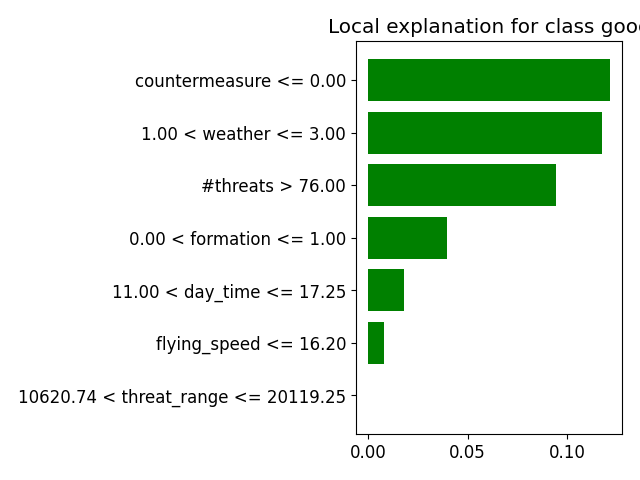 Local explanation for class good
countermeasure <= 0.00
1.00 < weather <= 3.00
#threats > 76.00
0.00 < formation <= 1.00
11.00 < day_time <= 17.25
flying_speed <= 16.20
10620.74 < threat_range <= 20119.25
0.00 0.05 0.10